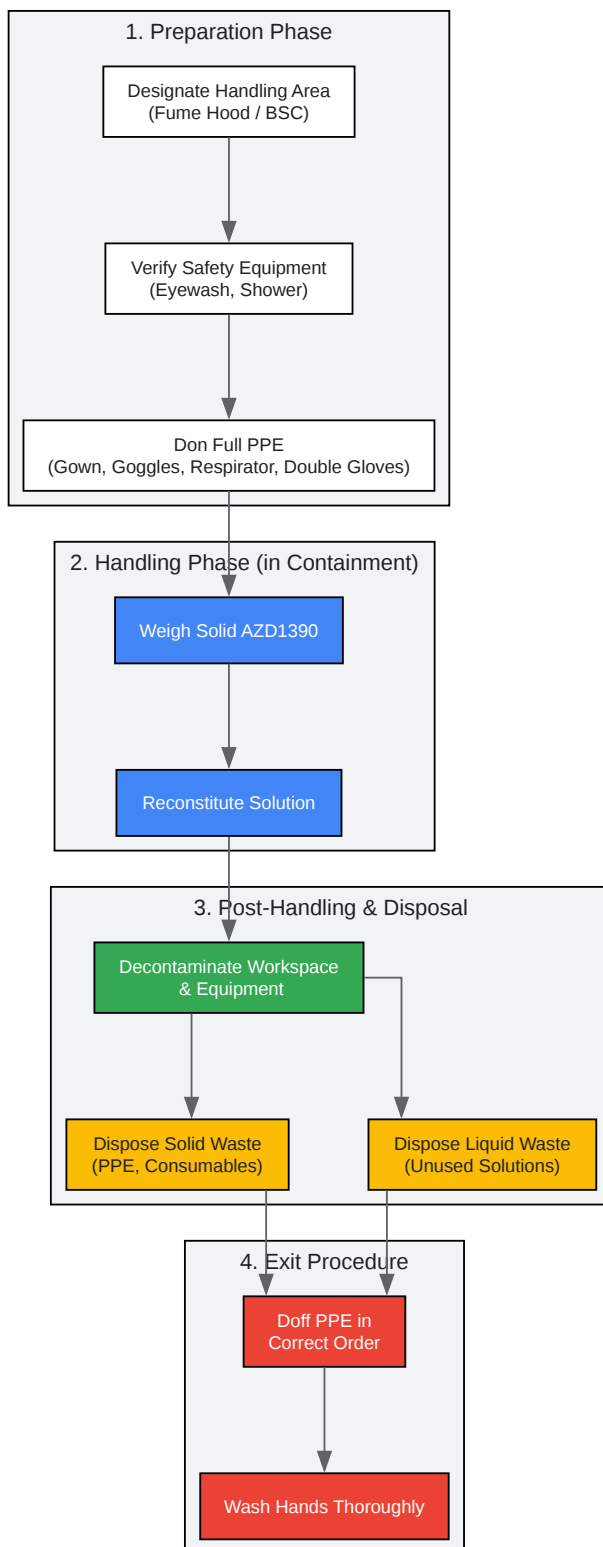 1. Preparation Phase
Designate Handling Area
(Fume Hood / BSC)
Verify Safety Equipment
(Eyewash, Shower)
Don Full PPE
(Gown, Goggles, Respirator, Double Gloves)
2. Handling Phase (in Containment)
Weigh Solid AZD1390
Reconstitute Solution
3. Post-Handling & Disposal
Decontaminate Workspace
& Equipment
Dispose Solid Waste
(PPE, Consumables)
Dispose Liquid Waste
(Unused Solutions)
4. Exit Procedure
Doff PPE in
Correct Order
Wash Hands Thoroughly